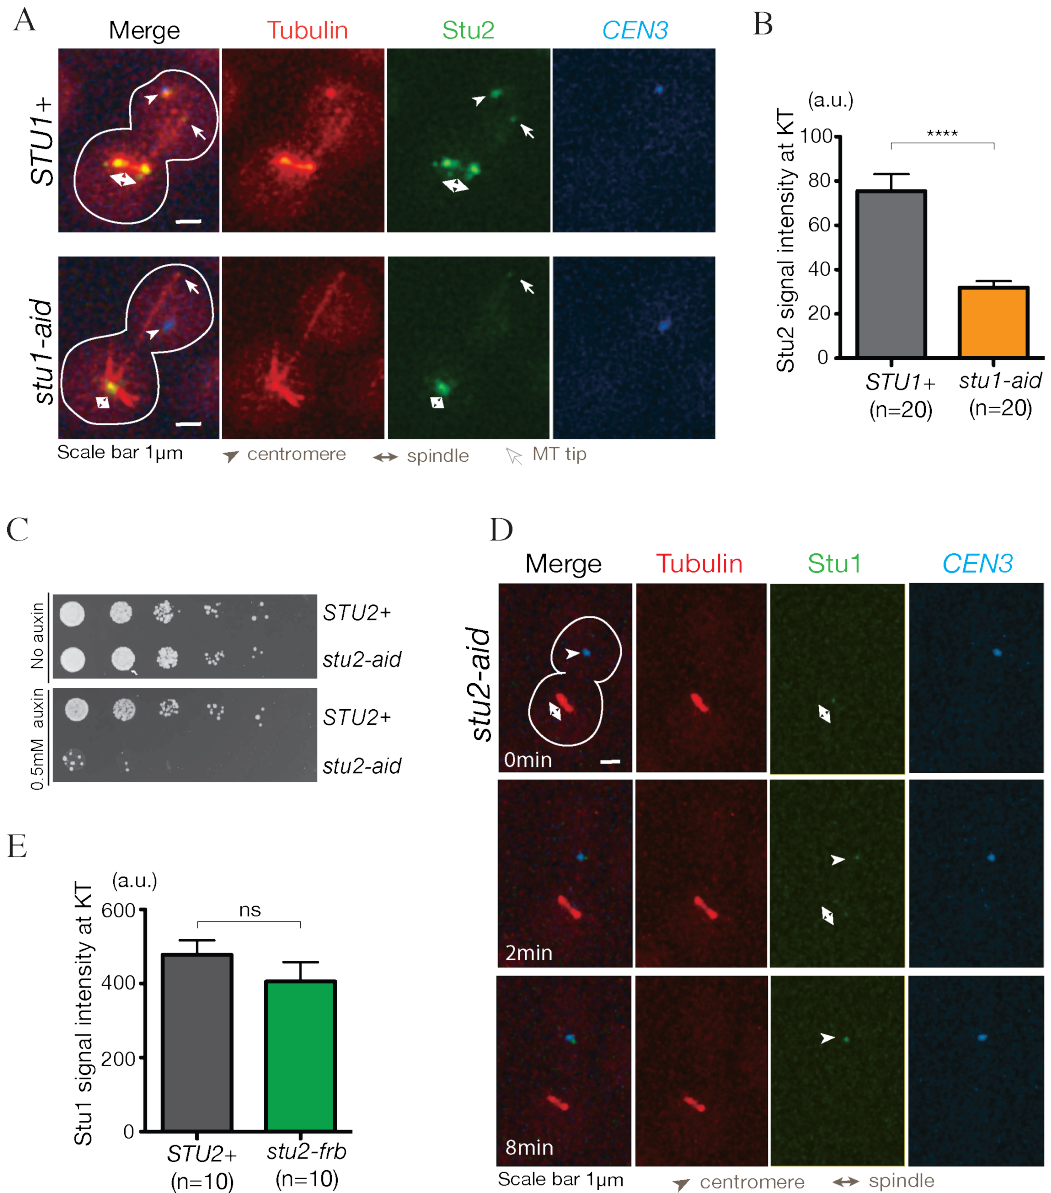 A
Merge Tubulin Stu2 CEN3
STU1+
stu1-aid
Scale bar 1µm centromere spindle MT tip
B
(a.u.)
Stu2 signal intensity at KT
100
80
60
40
20
0
****
STU1+ stu1-aid
(n=20) (n=20)
C
No auxin
STU2+
stu2-aid
0.5mM auxin
STU2+
stu2-aid
D
Merge Tubulin Stu1 CEN3
stu2-aid
0min
2min
8min
Scale bar 1µm centromere spindle
E
(a.u.)
Stu1 signal intensity at KT
600
400
200
0
ns
STU2+ stu2-frb
(n=10) (n=10)